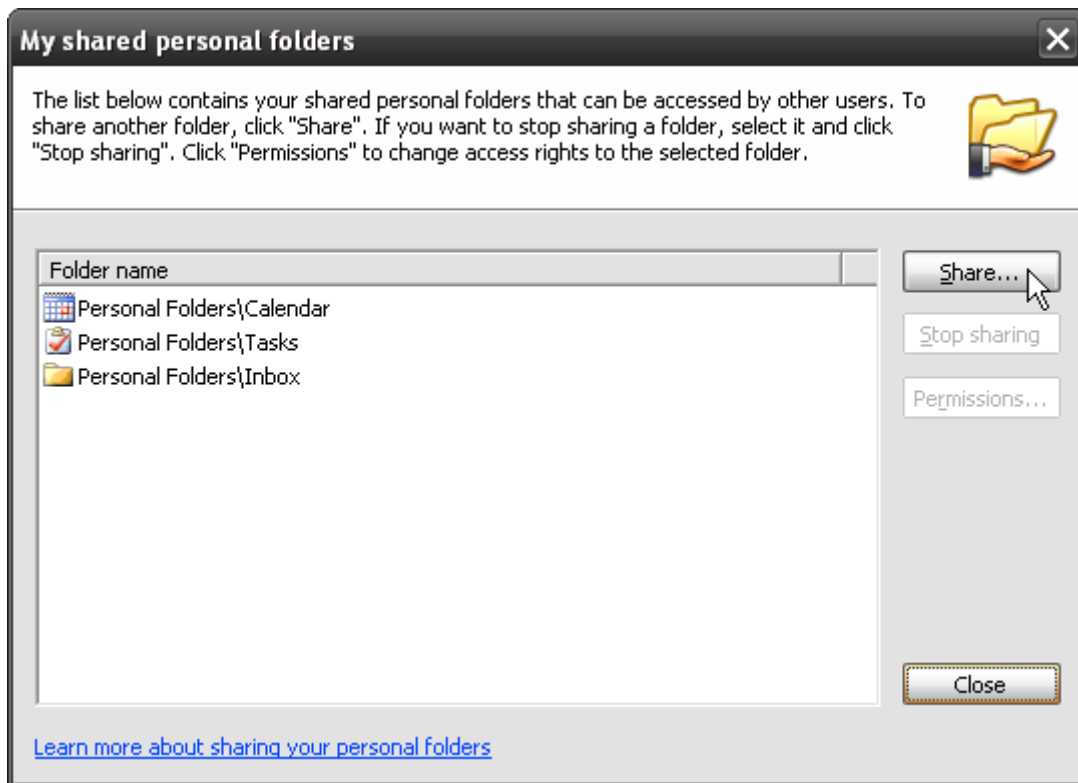 My shared personal folders
The list below contains your shared personal folders that can be accessed by other users. To
share another folder, click "Share". If you want to stop sharing a folder, select it and click
"Stop sharing". Click "Permissions" to change access rights to the selected folder.
Folder name
Share...
Personal Folders\Calendar
Personal Folders\Tasks
Stop sharing
Personal Folders\Inbox
Permissions...
Close
Learn more about sharing your personal folders